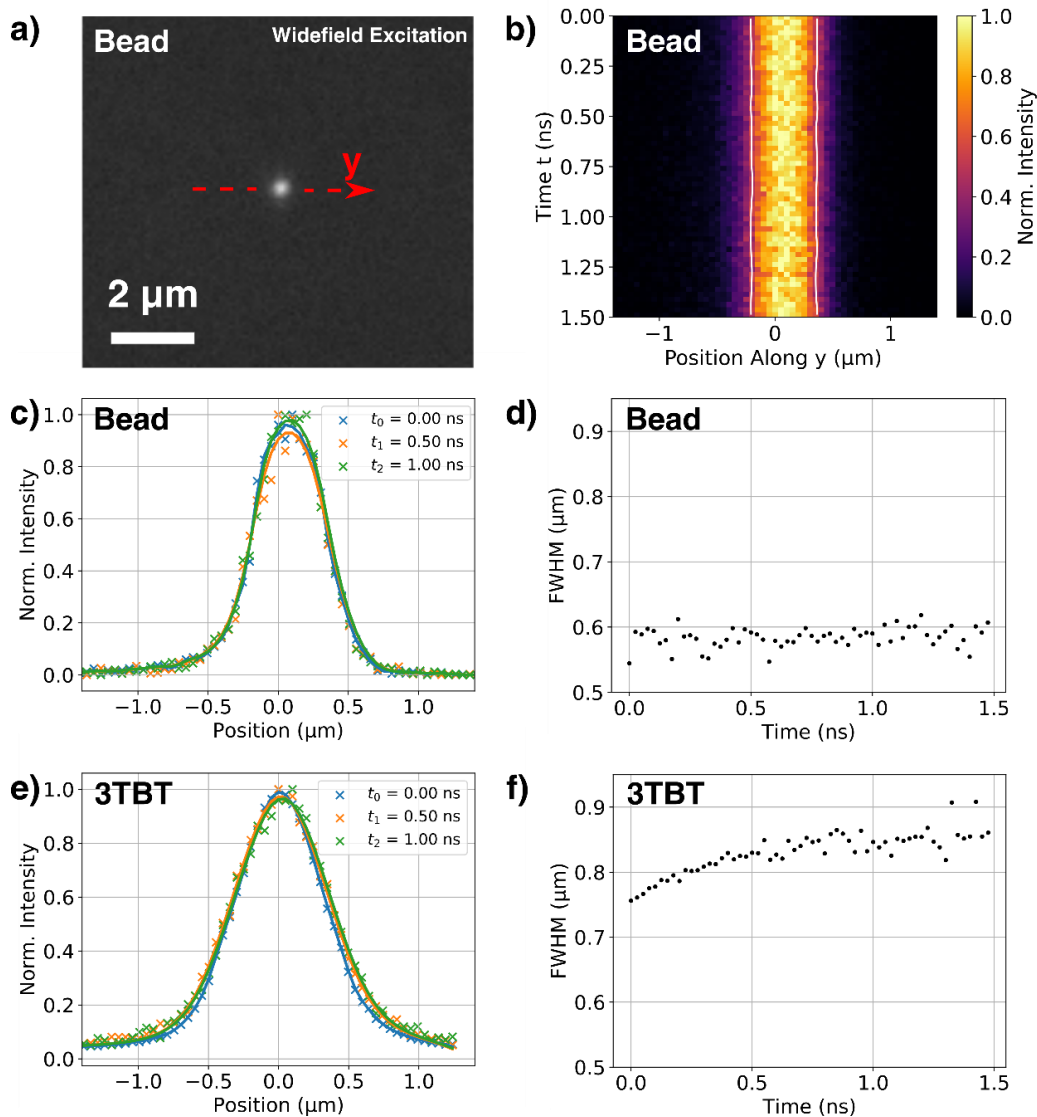 a)
Bead
Widefield Excitation
y
2 μm
b)
Bead
0.00
0.25
0.50
0.75
1.00
1.25
1.50
Time t (ns)
−1
0
1
Position Along y (μm)
1.0
0.8
0.6
0.4
0.2
0.0
Norm. Intensity
c)
Bead
t0 = 0.00 ns
t1 = 0.50 ns
t2 = 1.00 ns
1.0
0.8
0.6
0.4
0.2
0.0
Norm. Intensity
−1.0
−0.5
0.0
0.5
1.0
Position (μm)
d)
Bead
0.9
0.8
0.7
0.6
0.5
FWHM (μm)
0.0
0.5
1.0
1.5
Time (ns)
e)
3TBT
t0 = 0.00 ns
t1 = 0.50 ns
t2 = 1.00 ns
1.0
0.8
0.6
0.4
0.2
0.0
Norm. Intensity
−1.0
−0.5
0.0
0.5
1.0
Position (μm)
f)
3TBT
0.9
0.8
0.7
0.6
0.5
FWHM (μm)
0.0
0.5
1.0
1.5
Time (ns)